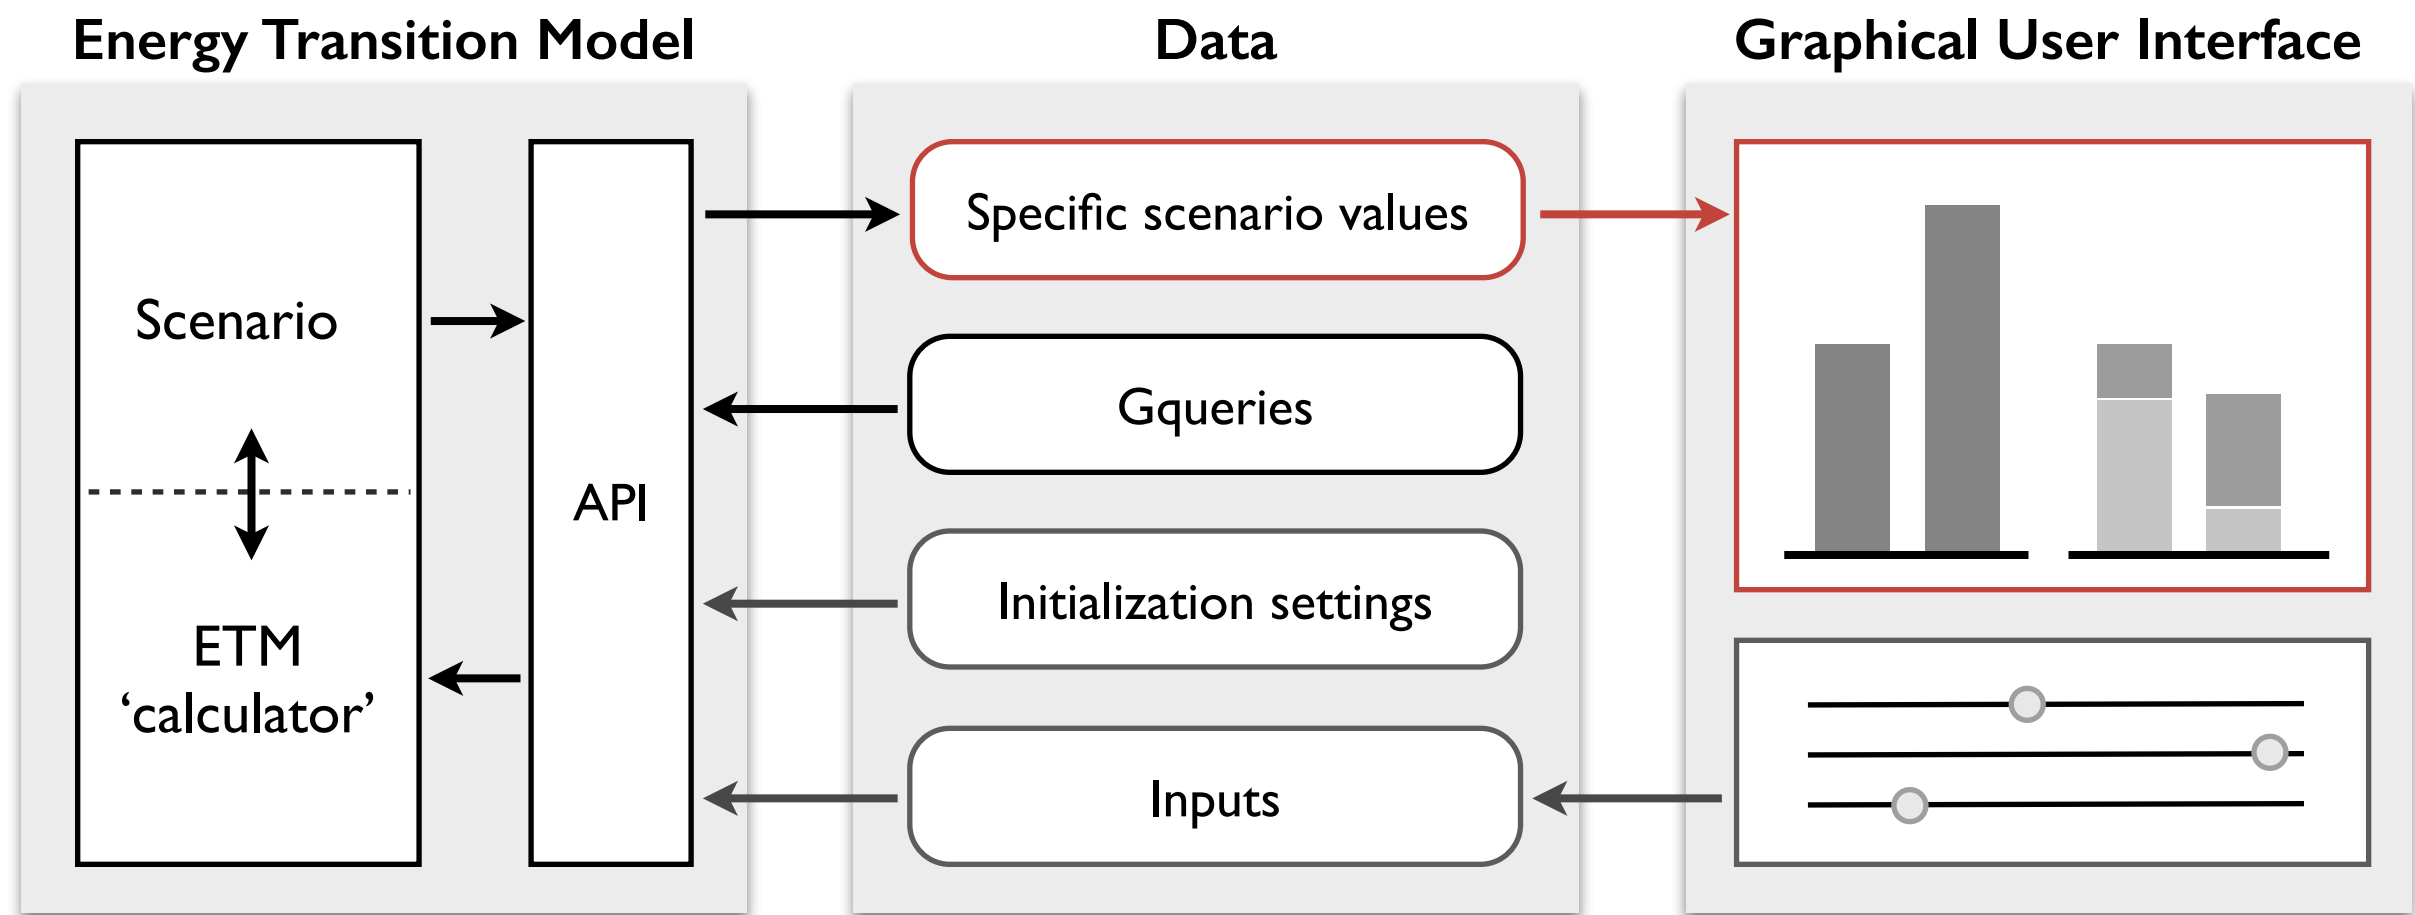 Energy Transition Model
Data
Graphical User Interface
Scenario
ETM
‘calculator’
API
Specific scenario values
Gqueries
Initialization settings
Inputs